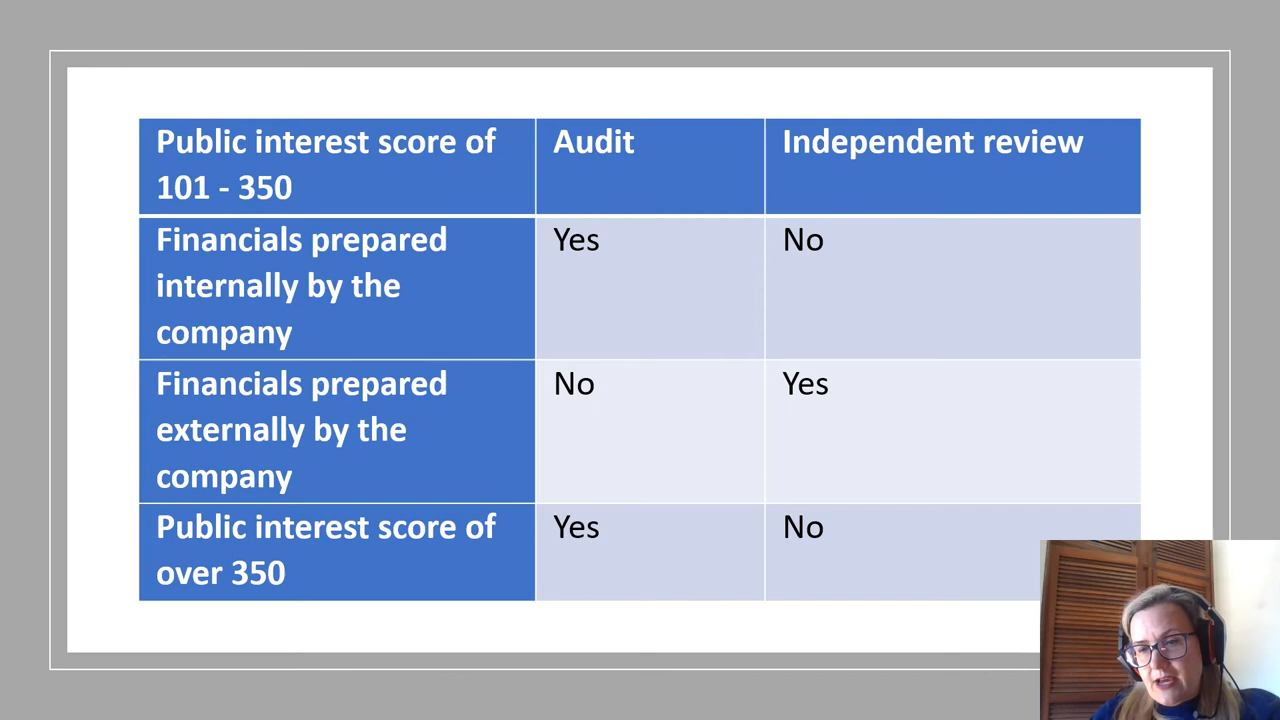 Public interest score of
101 - 350
Audit
Independent review
Financials prepared
internally by the
company
Yes
No
Financials prepared
externally by the
company
No
Yes
Public interest score of
over 350
Yes
No